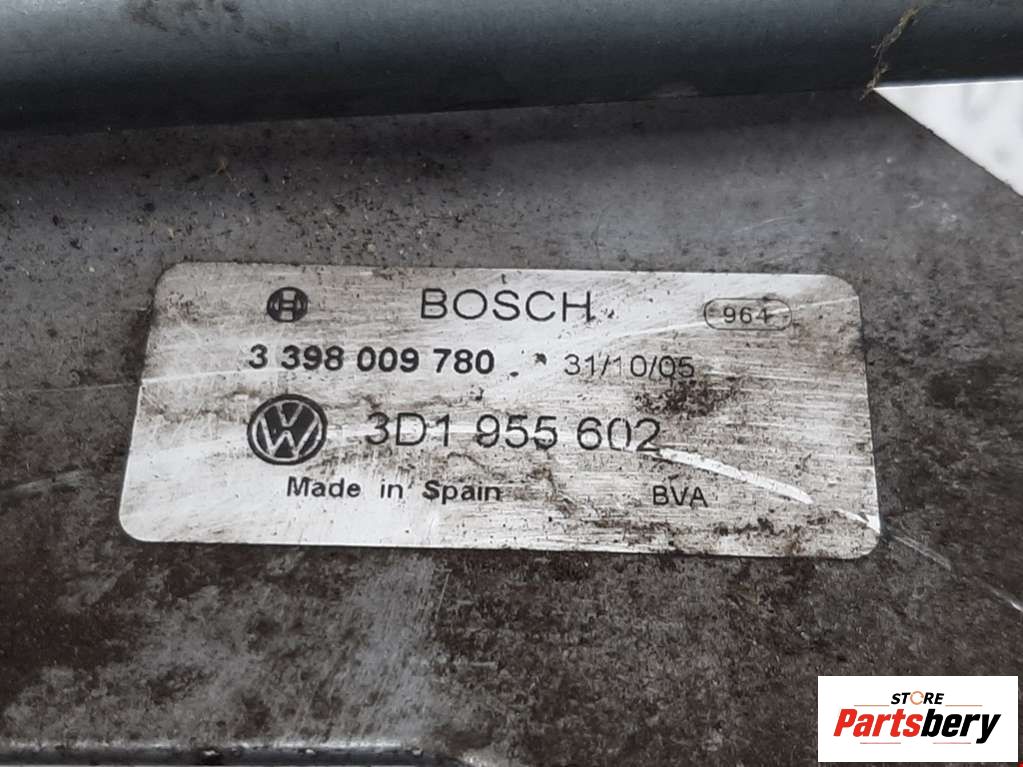 BOSCH 964
3 398 009 780 31/10/05
3D1 955 602
Made in Spain BVA
STORE
Partsbery